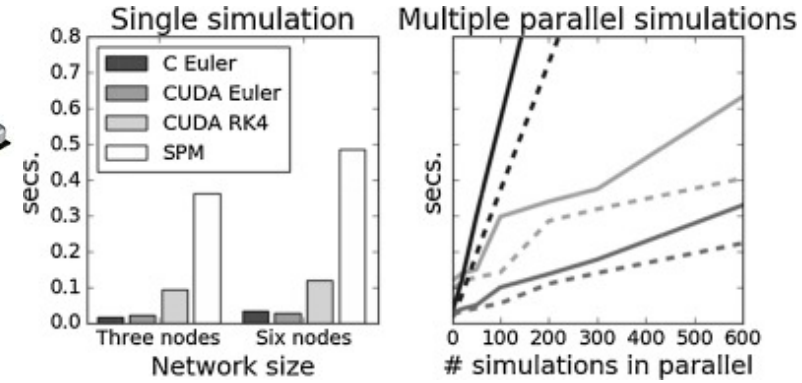 Single simulation
0.8
0.7
0.6
0.5
0.4
0.3
0.2
0.1
0.0
secs.
C Euler
CUDA Euler
CUDA RK4
SPM
Three nodes Six nodes
Network size
Multiple parallel simulations
secs.
0 100 200 300 400 500 600
# simulations in parallel